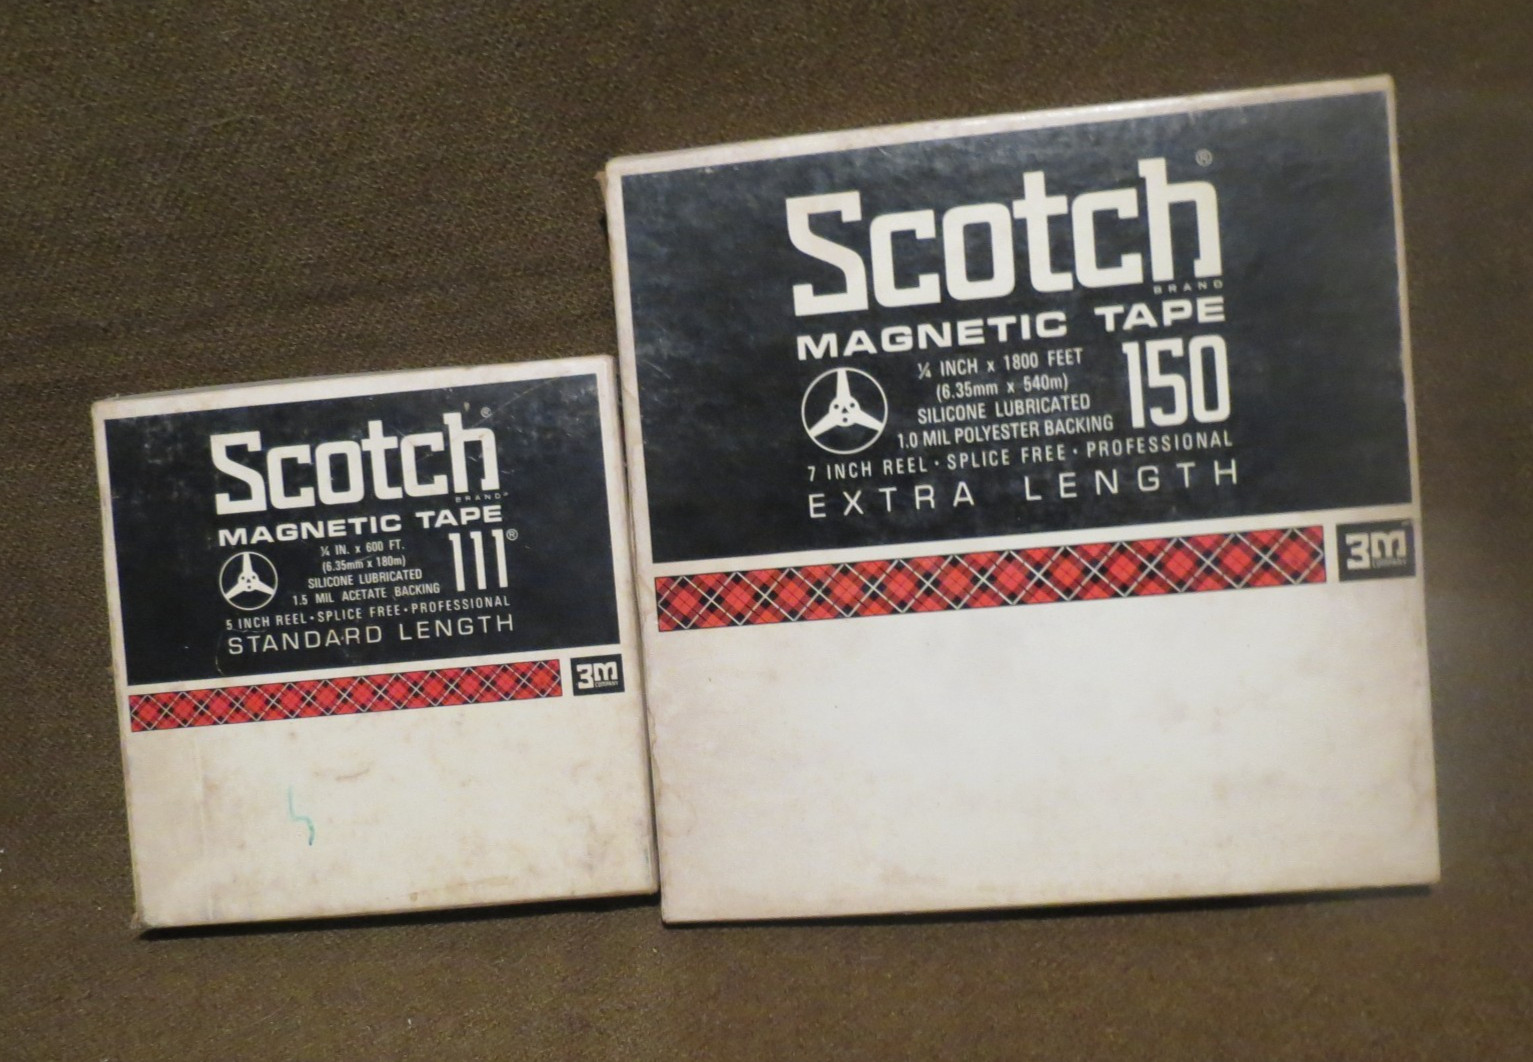 Scotch®
BRAND
MAGNETIC TAPE
¼ IN. x 600 FT.
(6.35mm x 180m)
SILICONE LUBRICATED
1.5 MIL ACETATE BACKING
111®
5 INCH REEL • SPLICE FREE • PROFESSIONAL
STANDARD LENGTH
3M
COMPANY
Scotch®
BRAND
MAGNETIC TAPE
¼ INCH x 1800 FEET
(6.35mm x 540m)
SILICONE LUBRICATED
1.0 MIL POLYESTER BACKING
150
7 INCH REEL • SPLICE FREE • PROFESSIONAL
EXTRA LENGTH
3M
COMPANY